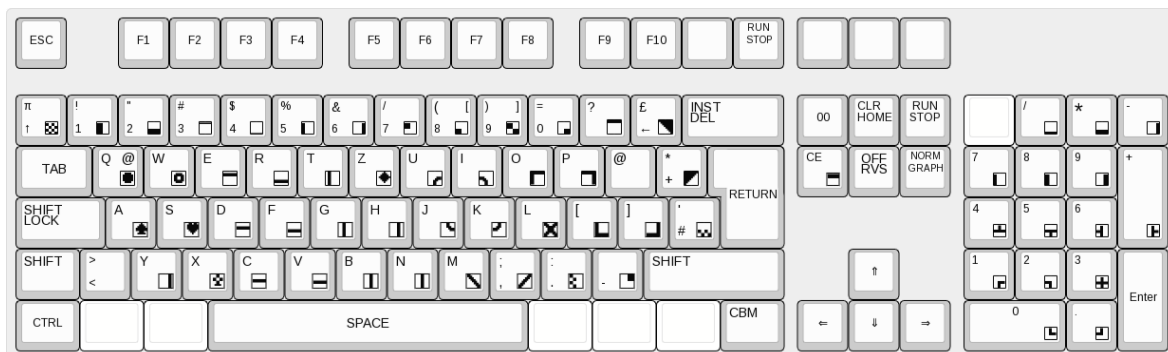 ESC F1 F2 F3 F4 F5 F6 F7 F8 F9 F10 RUN
STOP
π ! " # $ % & / ( [ ) ] = ? £ INST
DEL
↑ 1 2 3 4 5 6 7 8 9 0 ←
00 CLR
HOME RUN
STOP
/ * -
TAB Q @ W E R T Z U I O P @ *
+
RETURN
CE OFF
RVS NORM
GRAPH
7 8 9 +
SHIFT
LOCK A S D F G H J K L [ ] '
#
4 5 6
SHIFT >
< Y X C V B N M ;
, :
. - SHIFT
⇑
1 2 3 Enter
CTRL SPACE CBM
⇐ ⇓ ⇒
0 .